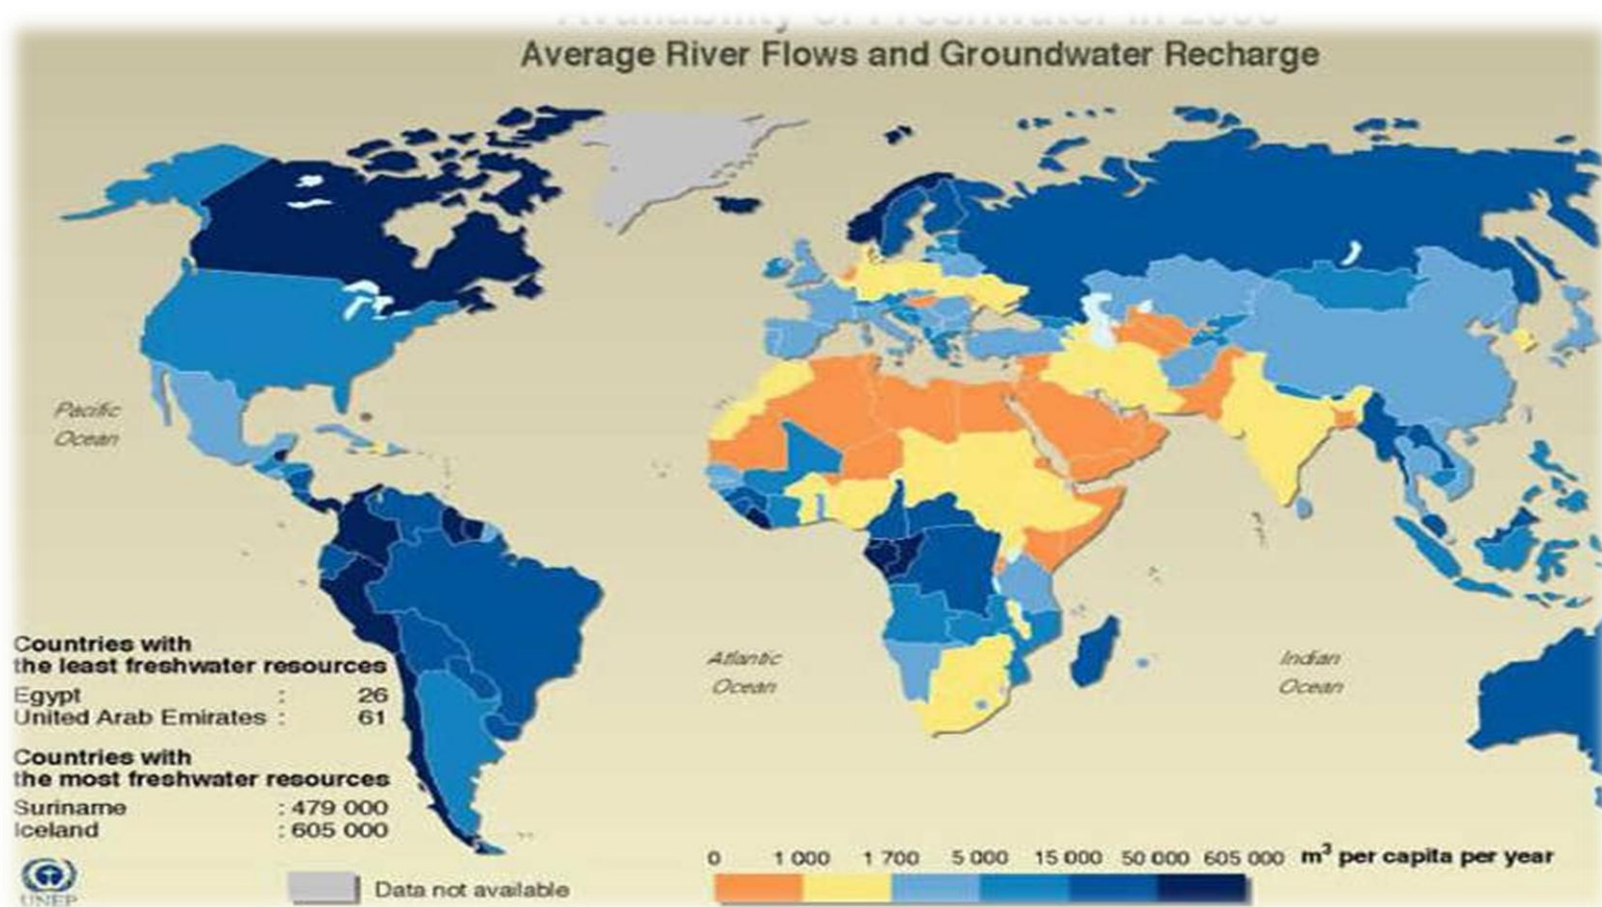 Average River Flows and Groundwater Recharge
Pacific
Ocean
Atlantic
Ocean
Indian
Ocean
Countries with
the least freshwater resources
Egypt : 26
United Arab Emirates : 61
Countries with
the most freshwater resources
Suriname : 479 000
Iceland : 605 000
0 1 000 1 700 5 000 15 000 50 000 605 000 m³ per capita per year
Data not available
UNEP